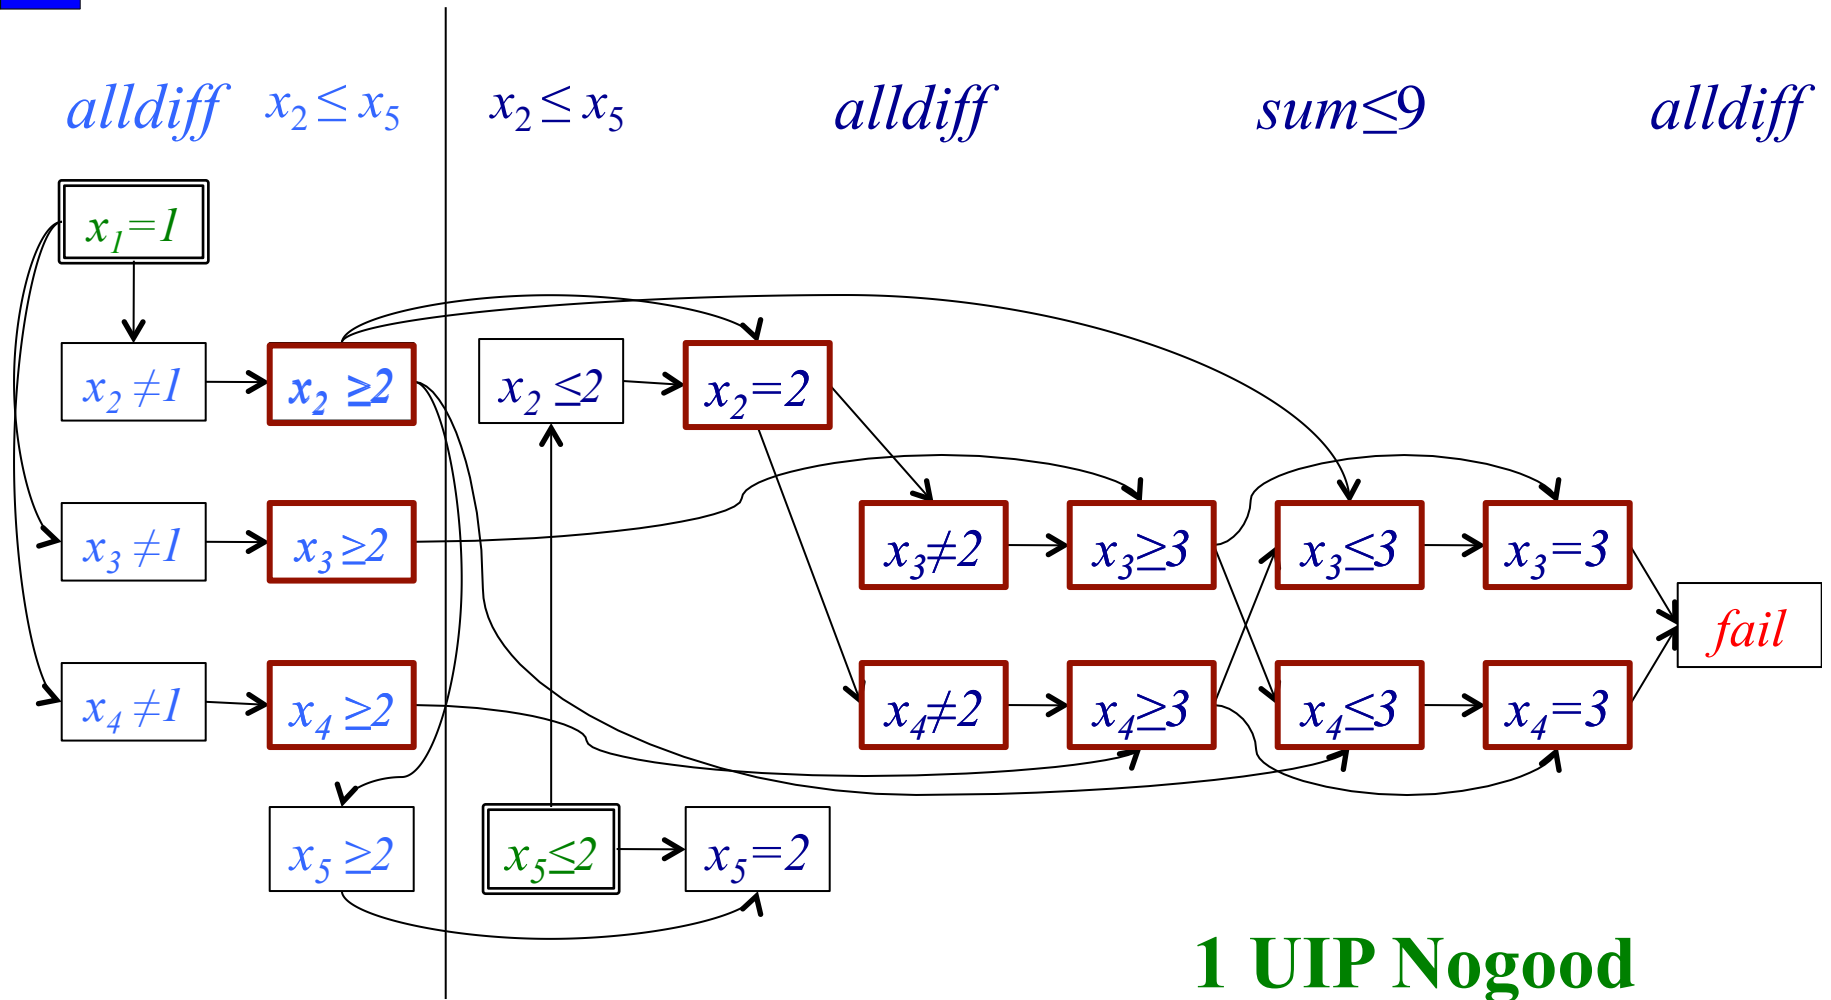 alldiff x₂ ≤ x₅ x₂ ≤ x₅ alldiff sum≤9 alldiff
x₁=1
x₂ ≠1 x₂ ≥2 x₂ ≤2 x₂=2
x₃ ≠1 x₃ ≥2 x₃≠2 x₃≥3 x₃≤3 x₃=3
fail
x₄ ≠1 x₄ ≥2 x₄≠2 x₄≥3 x₄≤3 x₄=3
x₅ ≥2 x₅≤2 x₅=2
1 UIP Nogood